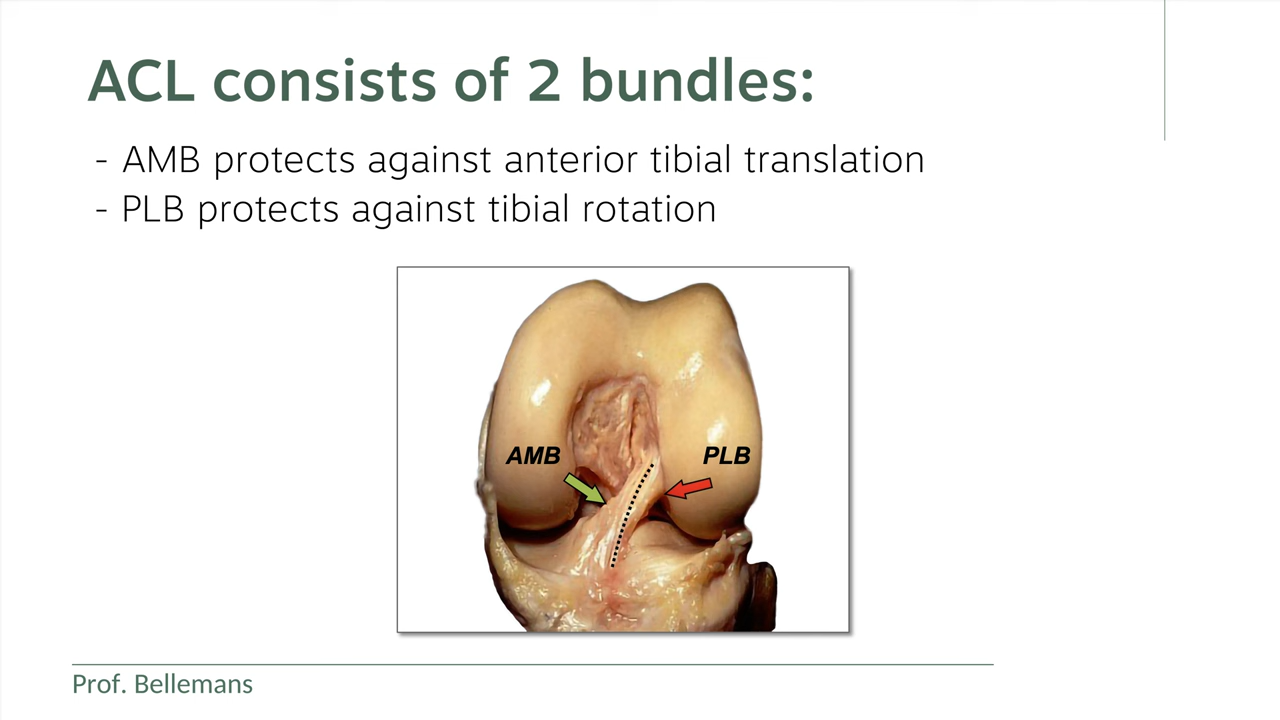 ACL consists of 2 bundles:
- AMB protects against anterior tibial translation
- PLB protects against tibial rotation
AMB
PLB
Prof. Bellemans